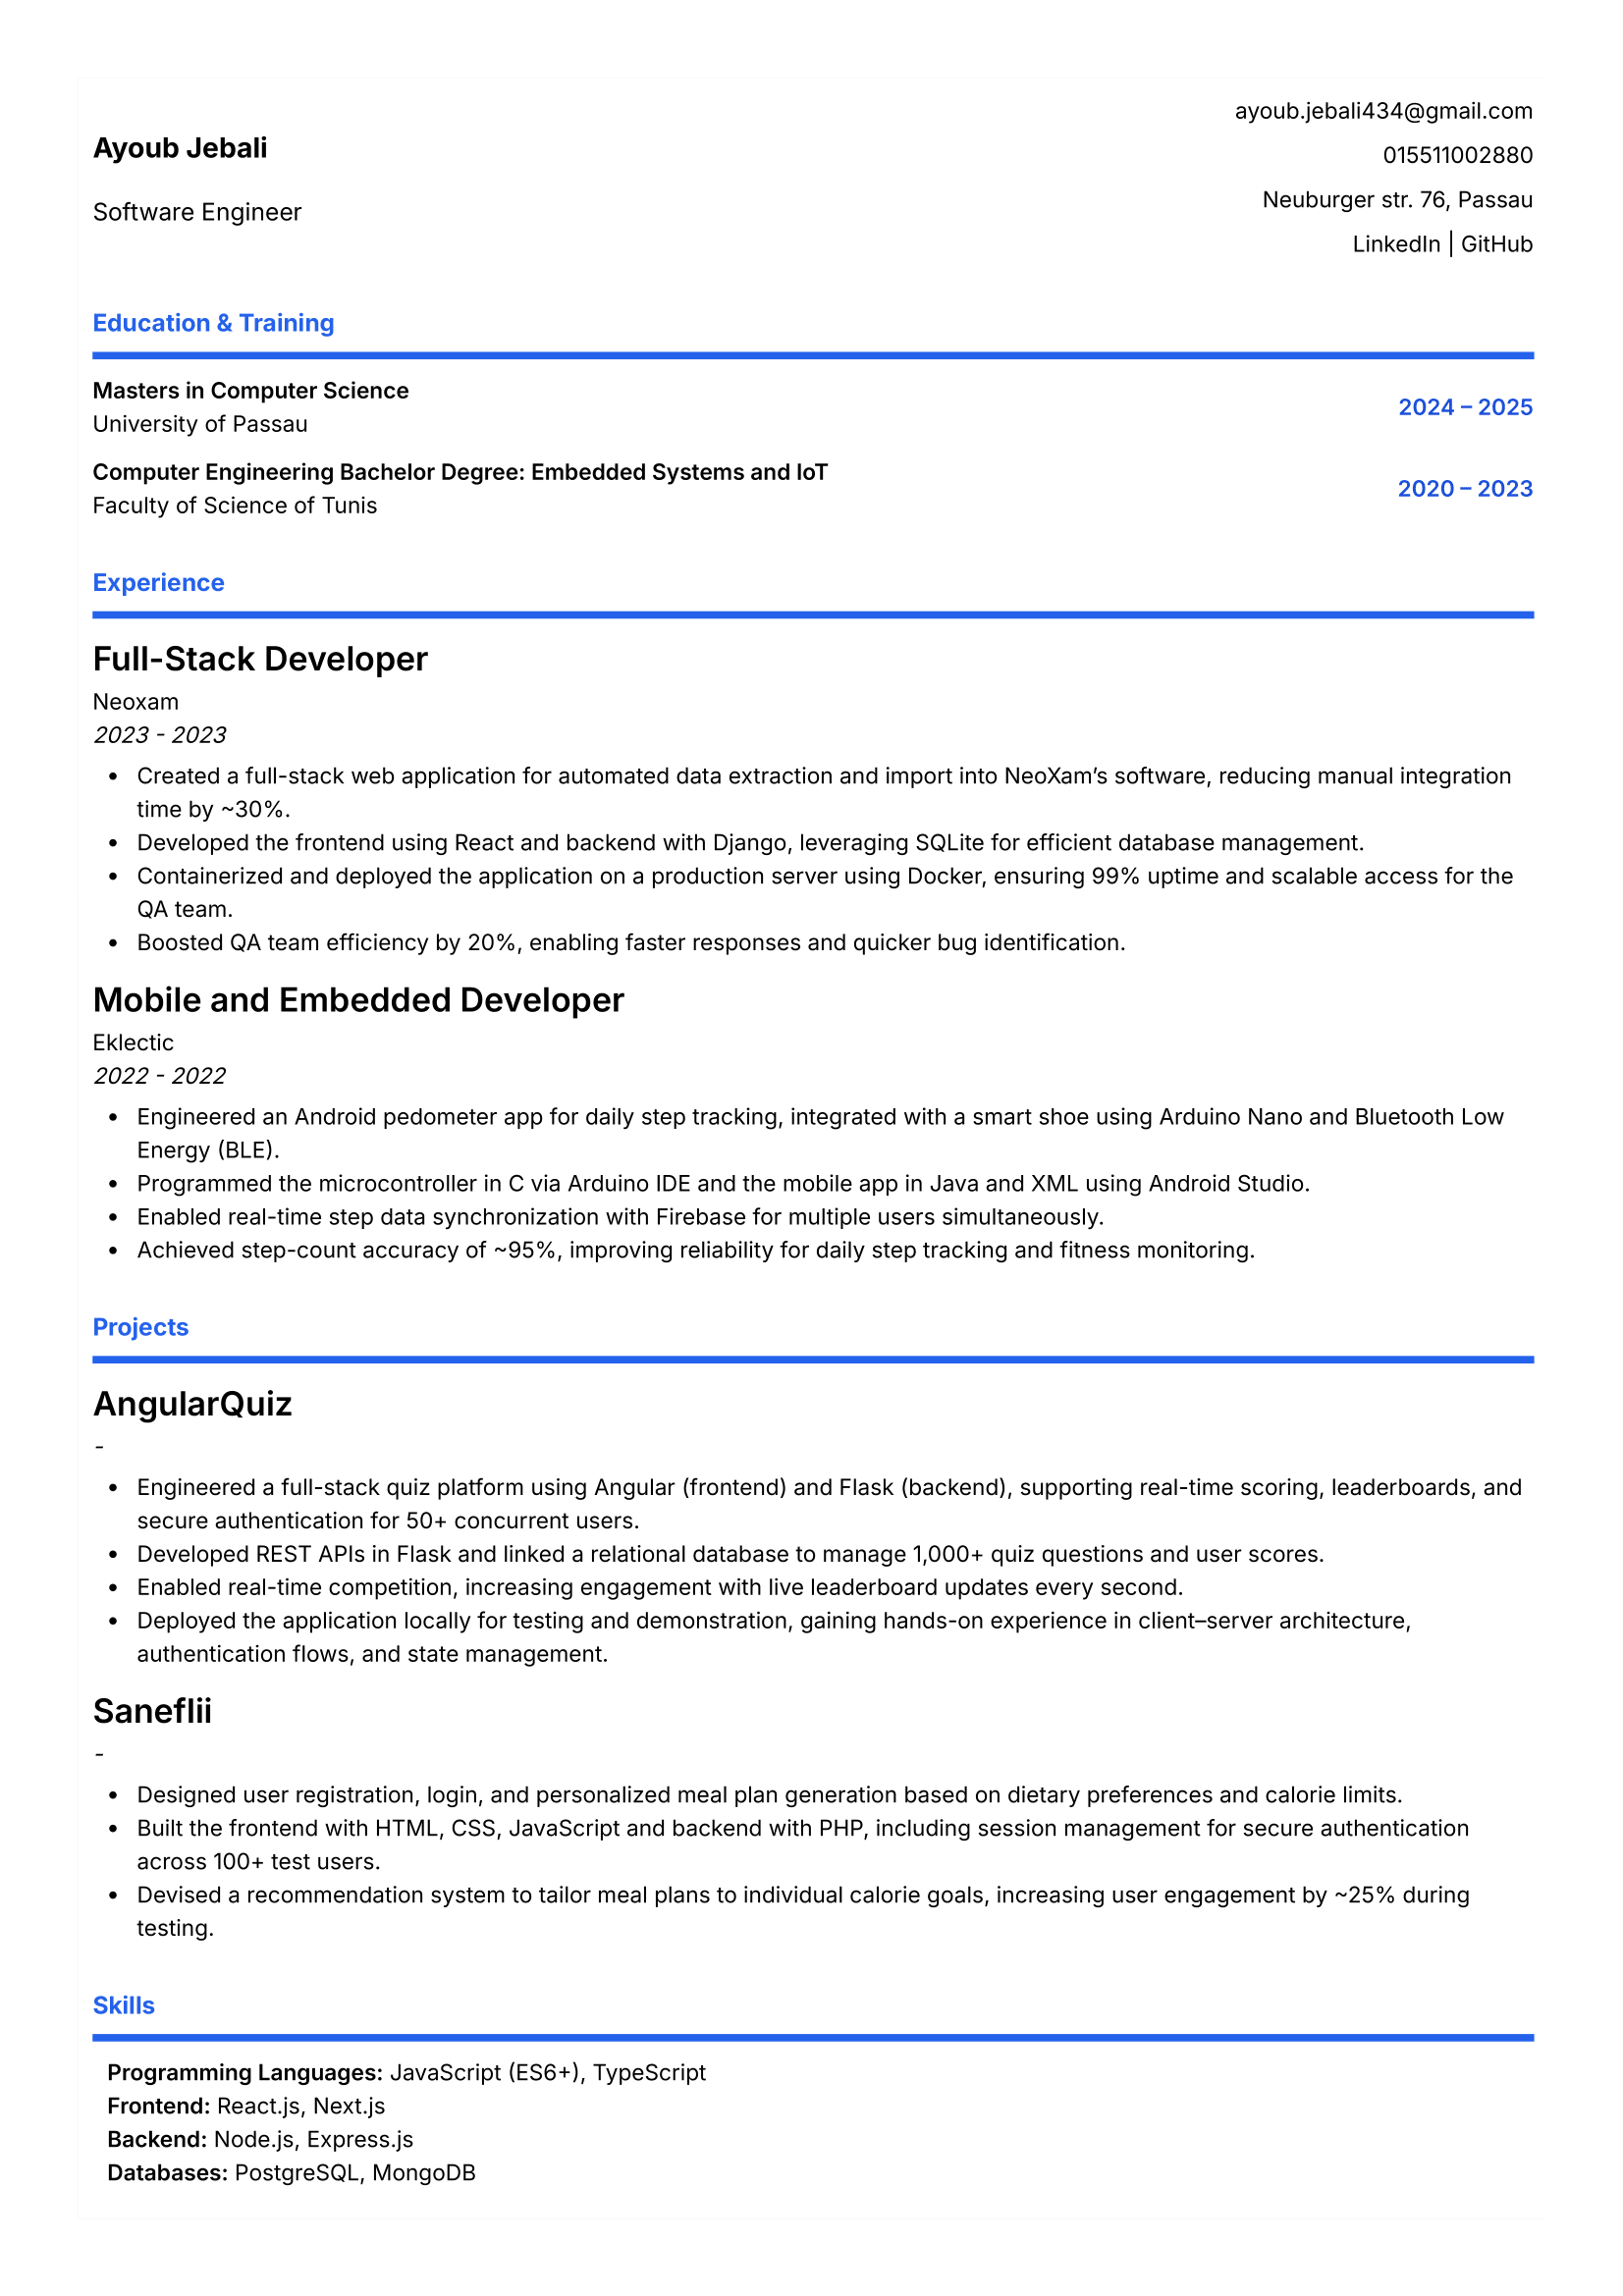 Ayoub Jebali
Software Engineer
ayoub.jebali434@gmail.com
015511002880
Neuburger str. 76, Passau
LinkedIn | GitHub
Education & Training
Masters in Computer Science
University of Passau
2024 – 2025
Computer Engineering Bachelor Degree: Embedded Systems and IoT
Faculty of Science of Tunis
2020 – 2023
Experience
Full-Stack Developer
Neoxam
2023 - 2023
• Created a full-stack web application for automated data extraction and import into NeoXam’s software, reducing manual integration
time by ~30%.
• Developed the frontend using React and backend with Django, leveraging SQLite for efficient database management.
• Containerized and deployed the application on a production server using Docker, ensuring 99% uptime and scalable access for the
QA team.
• Boosted QA team efficiency by 20%, enabling faster responses and quicker bug identification.
Mobile and Embedded Developer
Eklectic
2022 - 2022
• Engineered an Android pedometer app for daily step tracking, integrated with a smart shoe using Arduino Nano and Bluetooth Low
Energy (BLE).
• Programmed the microcontroller in C via Arduino IDE and the mobile app in Java and XML using Android Studio.
• Enabled real-time step data synchronization with Firebase for multiple users simultaneously.
• Achieved step-count accuracy of ~95%, improving reliability for daily step tracking and fitness monitoring.
Projects
AngularQuiz
-
• Engineered a full-stack quiz platform using Angular (frontend) and Flask (backend), supporting real-time scoring, leaderboards, and
secure authentication for 50+ concurrent users.
• Developed REST APIs in Flask and linked a relational database to manage 1,000+ quiz questions and user scores.
• Enabled real-time competition, increasing engagement with live leaderboard updates every second.
• Deployed the application locally for testing and demonstration, gaining hands-on experience in client–server architecture,
authentication flows, and state management.
Saneflii
-
• Designed user registration, login, and personalized meal plan generation based on dietary preferences and calorie limits.
• Built the frontend with HTML, CSS, JavaScript and backend with PHP, including session management for secure authentication
across 100+ test users.
• Devised a recommendation system to tailor meal plans to individual calorie goals, increasing user engagement by ~25% during
testing.
Skills
Programming Languages: JavaScript (ES6+), TypeScript
Frontend: React.js, Next.js
Backend: Node.js, Express.js
Databases: PostgreSQL, MongoDB